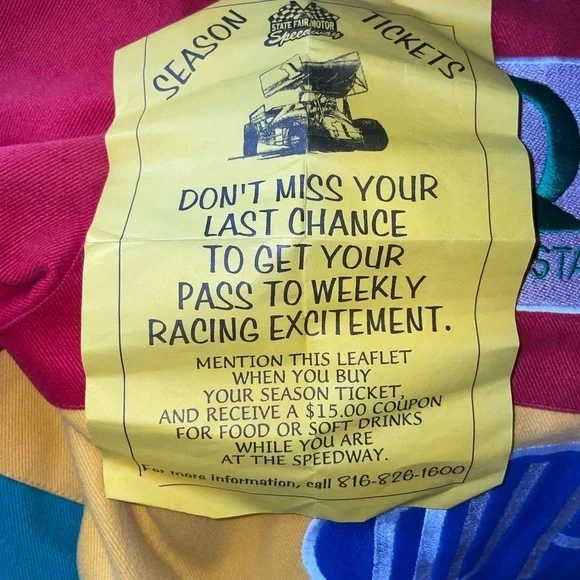 SEASON TICKETS
STATE FAIR MOTOR
Speedway
DON'T MISS YOUR
LAST CHANCE
TO GET YOUR
PASS TO WEEKLY
RACING EXCITEMENT.
MENTION THIS LEAFLET
WHEN YOU BUY
YOUR SEASON TICKET,
AND RECEIVE A $15.00 COUPON
FOR FOOD OR SOFT DRINKS
WHILE YOU ARE
AT THE SPEEDWAY.
For more information, call 816-826-1600
R
STA